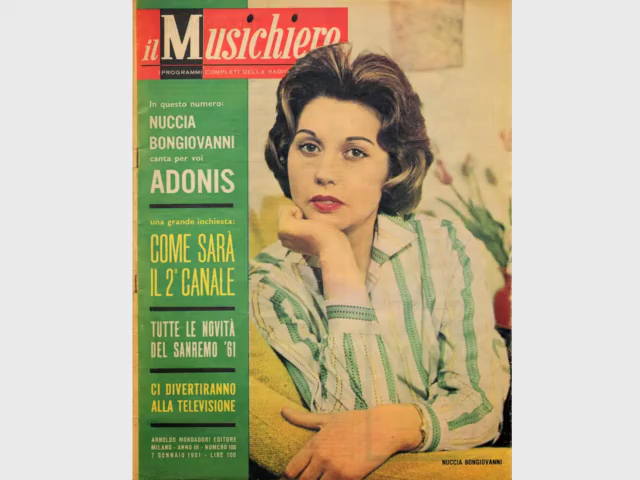 il Musichiere
I PROGRAMMI COMPLETI DELLA RADIO
In questo numero:
NUCCIA
BONGIOVANNI
canta per voi
ADONIS
una grande inchiesta:
COME SARÀ
IL 2° CANALE
TUTTE LE NOVITÀ
DEL SANREMO '61
CI DIVERTIRANNO
ALLA TELEVISIONE
ARNOLDO MONDADORI EDITORE
MILANO - ANNO III - NUMERO
7 GENNAIO 1961 - LIRE 100
NUCCIA BONGIOVANNI